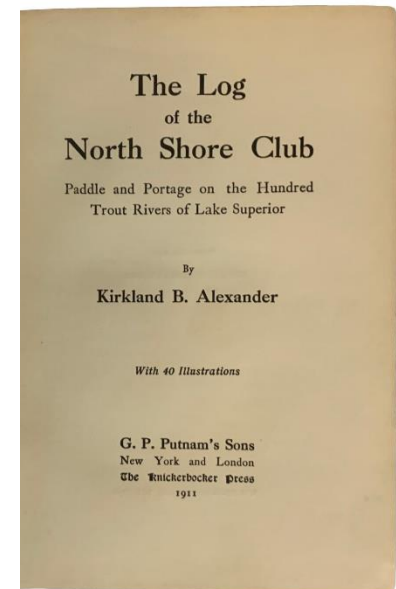 The Log
of the
North Shore Club
Paddle and Portage on the Hundred
Trout Rivers of Lake Superior
By
Kirkland B. Alexander
With 40 Illustrations
G. P. Putnam's Sons
New York and London
The Knickerbocker Press
1911